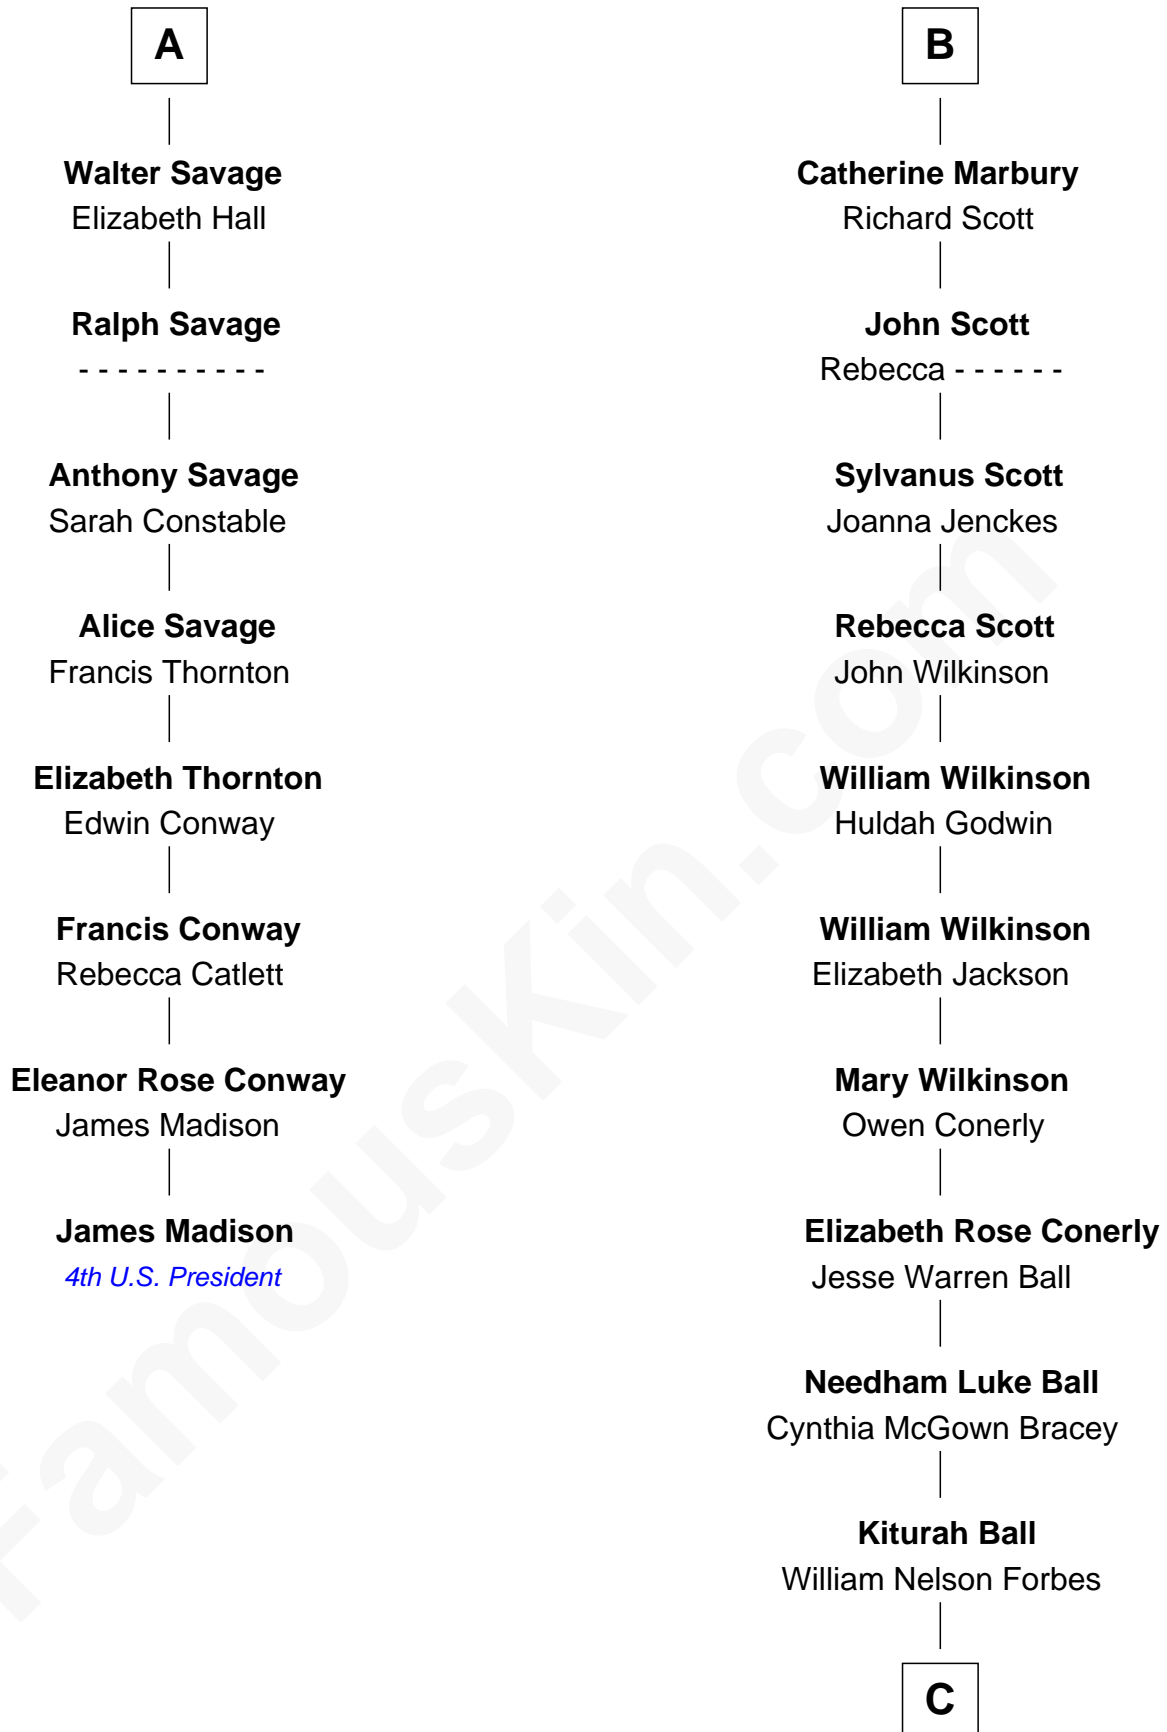 A
Walter Savage
Elizabeth Hall
Ralph Savage
- - - - - - - - - -
Anthony Savage
Sarah Constable
Alice Savage
Francis Thornton
Elizabeth Thornton
Edwin Conway
Francis Conway
Rebecca Catlett
Eleanor Rose Conway
James Madison
James Madison
4th U.S. President
B
Catherine Marbury
Richard Scott
John Scott
Rebecca - - - - - -
Sylvanus Scott
Joanna Jenckes
Rebecca Scott
John Wilkinson
William Wilkinson
Huldah Godwin
William Wilkinson
Elizabeth Jackson
Mary Wilkinson
Owen Conerly
Elizabeth Rose Conerly
Jesse Warren Ball
Needham Luke Ball
Cynthia McGown Bracey
Kiturah Ball
William Nelson Forbes
C
FamousKin.com